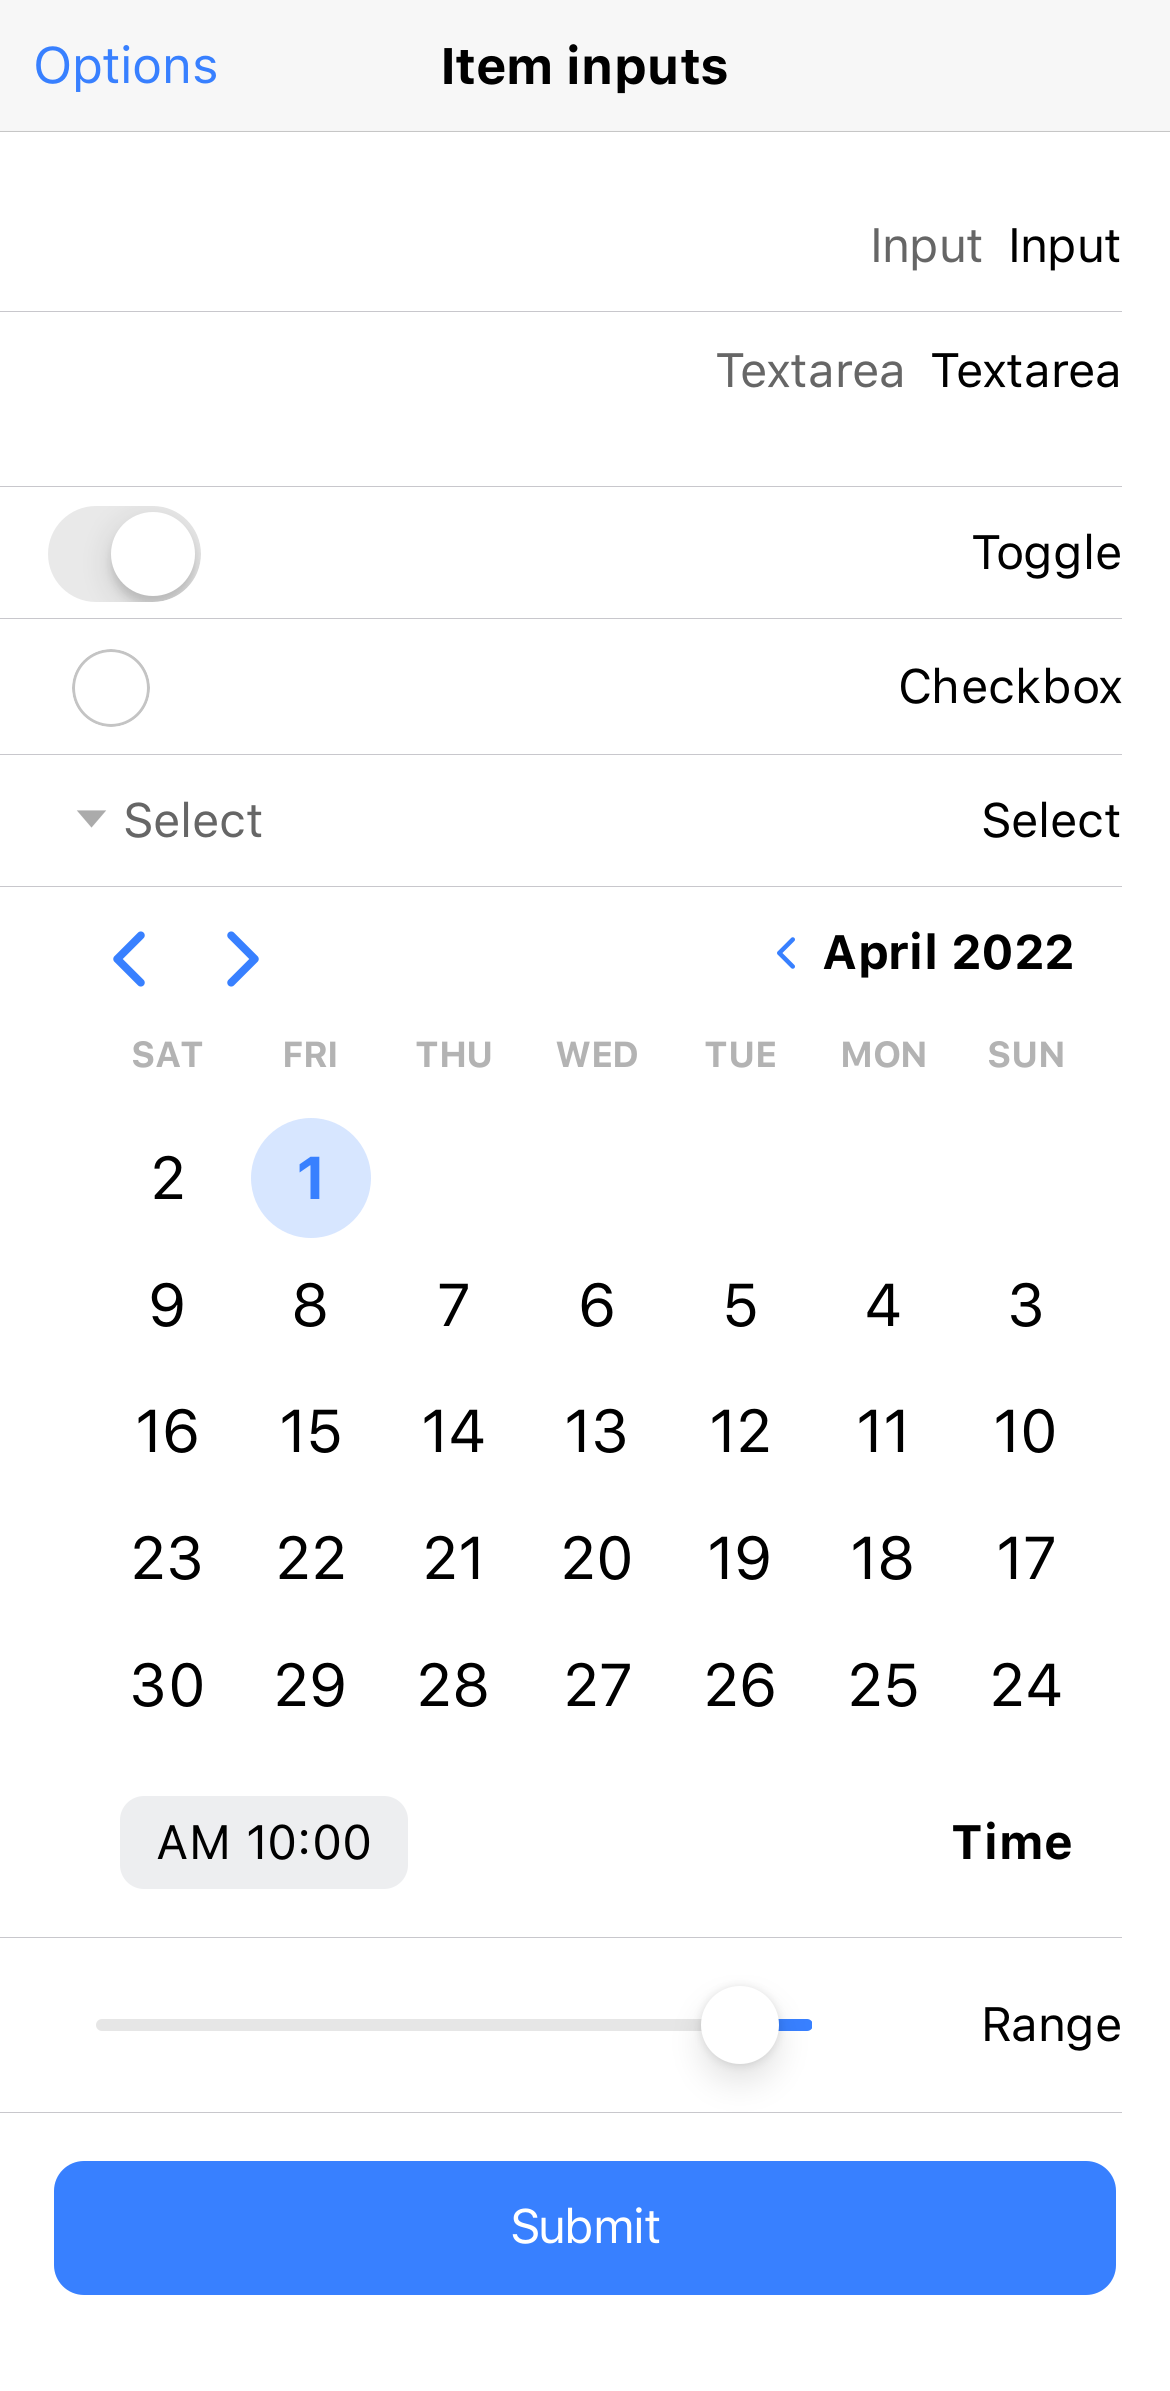 Options Item inputs
Input Input
Textarea Textarea
Toggle
Checkbox
Select Select
April 2022
SAT FRI THU WED TUE MON SUN
2 1
9 8 7 6 5 4 3
16 15 14 13 12 11 10
23 22 21 20 19 18 17
30 29 28 27 26 25 24
AM 10:00 Time
Range
Submit